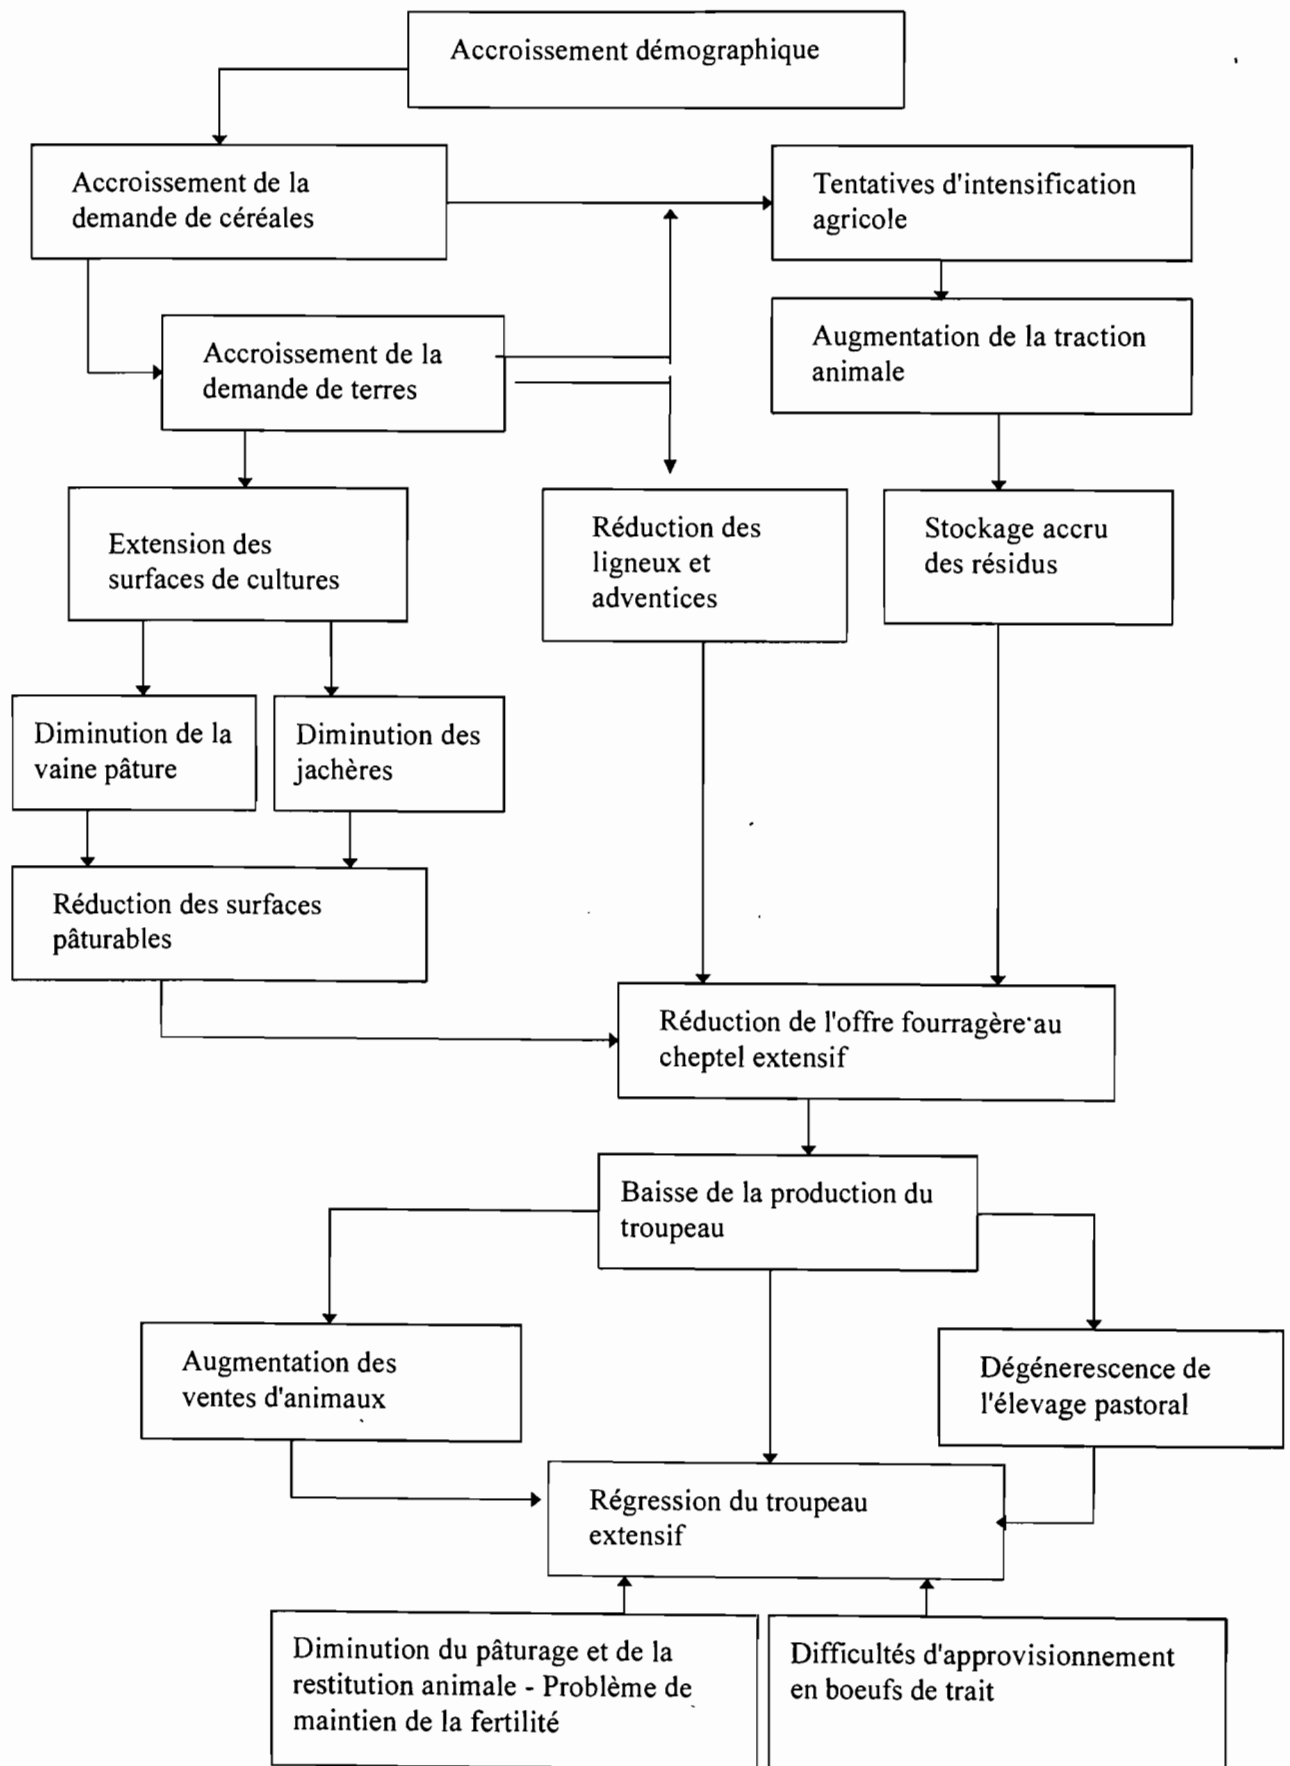 Accroissement démographique
Accroissement de la
demande de céréales
Tentatives d'intensification
agricole
Accroissement de la
demande de terres
Augmentation de la traction
animale
Extension des
surfaces de cultures
Réduction des
ligneux et
adventices
Stockage accru
des résidus
Diminution de la
vaine pâture
Diminution des
jachères
Réduction des surfaces
pâturables
Réduction de l'offre fourragère au
cheptel extensif
Baisse de la production du
troupeau
Augmentation des
ventes d'animaux
Dégénerescence de
l'élevage pastoral
Régression du troupeau
extensif
Diminution du pâturage et de la
restitution animale - Problème de
maintien de la fertilité
Difficultés d'approvisionnement
en boeufs de trait